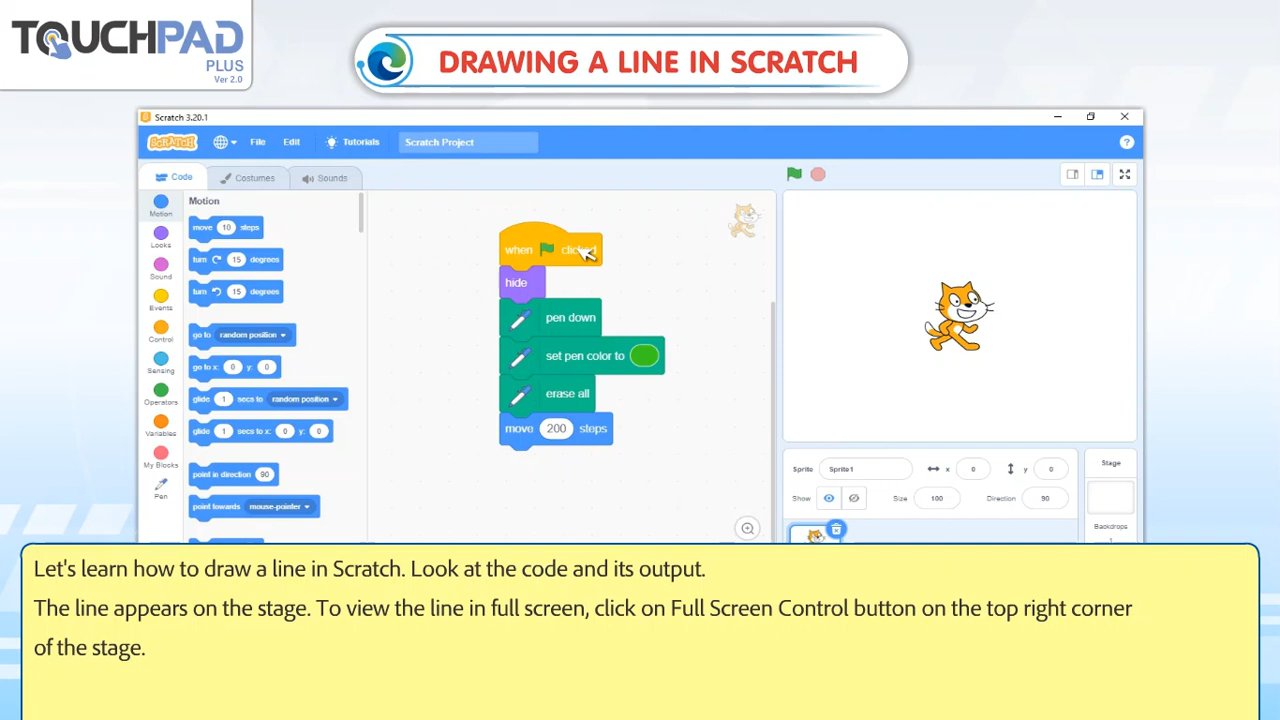 TOUCHPAD
PLUS
Ver 2.0
DRAWING A LINE IN SCRATCH
Scratch 3.20.1
SCRATCH
File
Edit
Tutorials
Scratch Project
?
Code
Costumes
Sounds
Motion
Looks
Sound
Events
Control
Sensing
Operators
Variables
My Blocks
Pen
Motion
move 10 steps
turn 15 degrees
turn 15 degrees
go to random position
go to x: 0 y: 0
glide 1 secs to random position
glide 1 secs to x: 0 y: 0
point in direction 90
point towards mouse-pointer
when clicked
hide
pen down
set pen color to
erase all
move 200 steps
Sprite Sprite1 x 0 y 0
Show Size 100 Direction 90
Stage
Backdrops
1
Let's learn how to draw a line in Scratch. Look at the code and its output.
The line appears on the stage. To view the line in full screen, click on Full Screen Control button on the top right corner
of the stage.